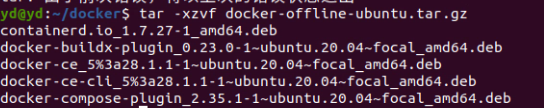 yd@yd:~/docker$ tar -xzvf docker-offline-ubuntu.tar.gz
containerd.io_1.7.27-1_amd64.deb
docker-buildx-plugin_0.23.0-1~ubuntu.20.04~focal_amd64.deb
docker-ce_5%3a28.1.1-1~ubuntu.20.04~focal_amd64.deb
docker-ce-cli_5%3a28.1.1-1~ubuntu.20.04~focal_amd64.deb
docker-compose-plugin_2.35.1-1~ubuntu.20.04~focal_amd64.deb